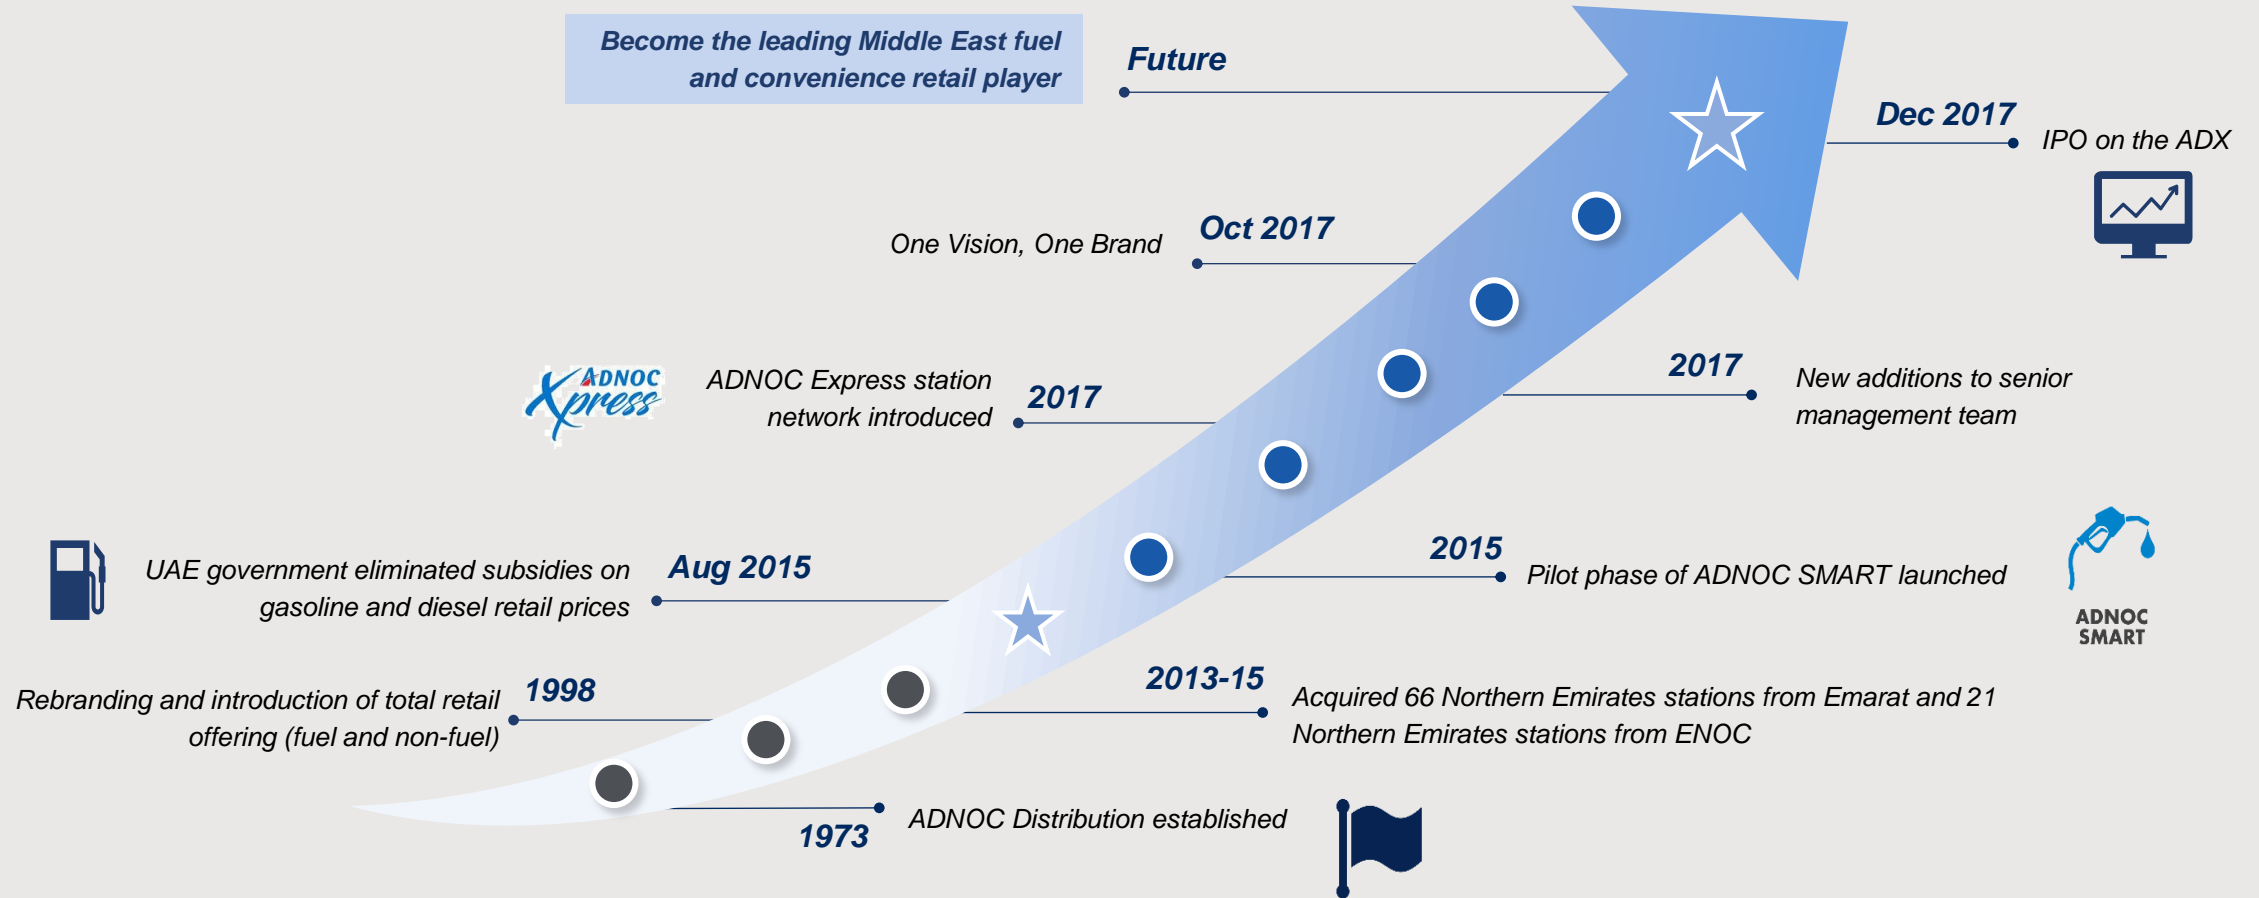 Become the leading Middle East fuel
and convenience retail player
Future
Dec 2017
IPO on the ADX
One Vision, One Brand
Oct 2017
ADNOC
Xpress
ADNOC Express station
network introduced
2017
2017
New additions to senior
management team
UAE government eliminated subsidies on
gasoline and diesel retail prices
Aug 2015
2015
Pilot phase of ADNOC SMART launched
ADNOC
SMART
Rebranding and introduction of total retail
offering (fuel and non-fuel)
1998
2013-15
Acquired 66 Northern Emirates stations from Emarat and 21
Northern Emirates stations from ENOC
1973
ADNOC Distribution established